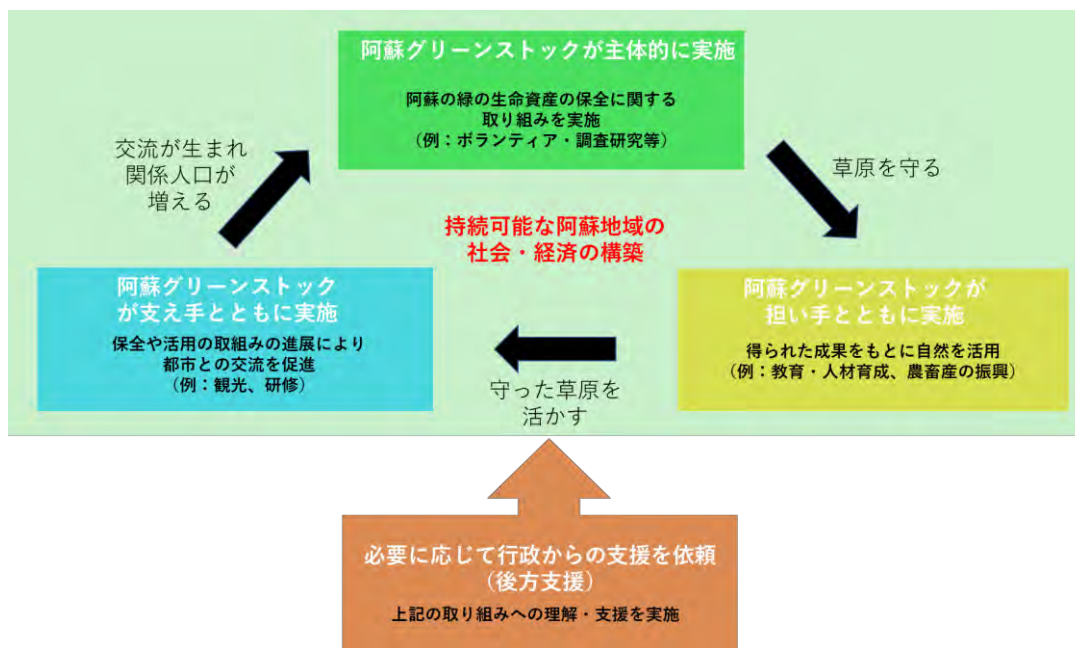 阿蘇グリーンストックが主体的に実施
阿蘇の緑の生命資産の保全に関する
取り組みを実施
（例：ボランティア・調査研究等）
交流が生まれ
関係人口が
増える
草原を守る
持続可能な阿蘇地域の
社会・経済の構築
阿蘇グリーンストック
が支え手とともに実施
保全や活用の取組みの進展により
都市との交流を促進
（例：観光、研修）
阿蘇グリーンストックが
担い手とともに実施
得られた成果をもとに自然を活用
（例：教育・人材育成、農畜産の振興）
守った草原を
活かす
必要に応じて行政からの支援を依頼
（後方支援）
上記の取り組みへの理解・支援を実施